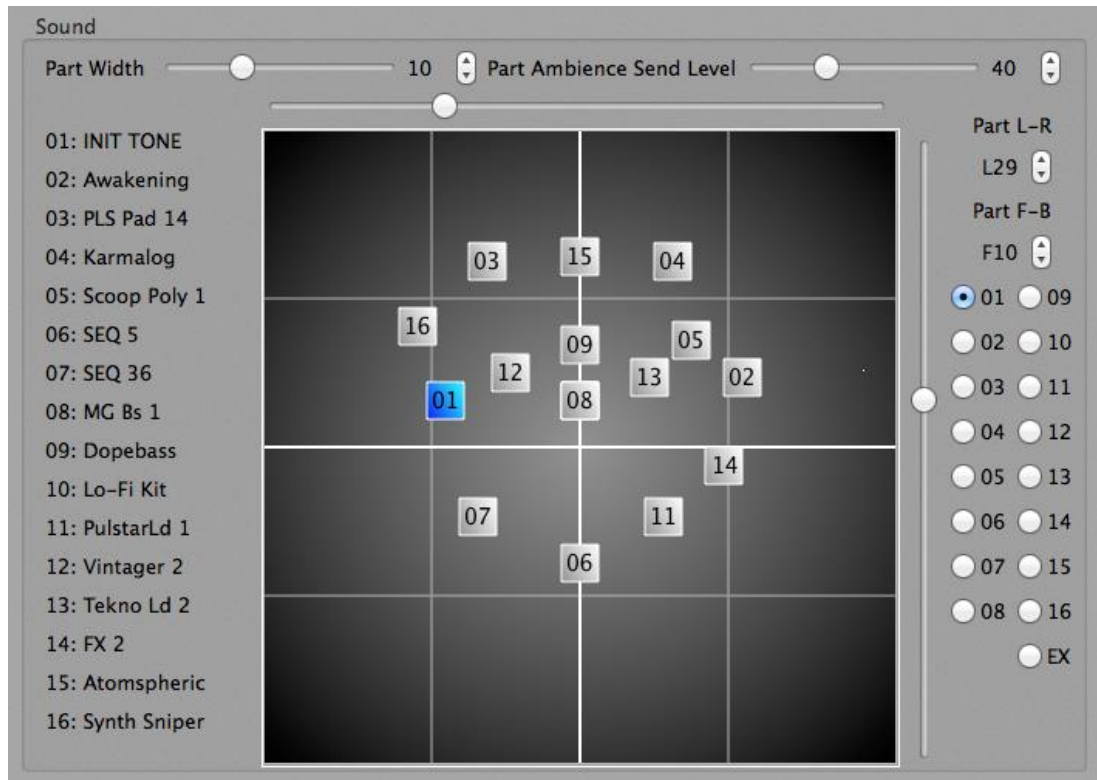 Sound
Part Width 10 Part Ambience Send Level 40
01: INIT TONE
02: Awakening
03: PLS Pad 14
04: Karmalog
05: Scoop Poly 1
06: SEQ 5
07: SEQ 36
08: MG Bs 1
09: Dopebass
10: Lo-Fi Kit
11: PulstarLd 1
12: Vintager 2
13: Tekno Ld 2
14: FX 2
15: Atomspheric
16: Synth Sniper
03 15 04
16 09 05
12 13 02
01 08
14
07 11
06
Part L-R
L29
Part F-B
F10
01 09
02 10
03 11
04 12
05 13
06 14
07 15
08 16
EX